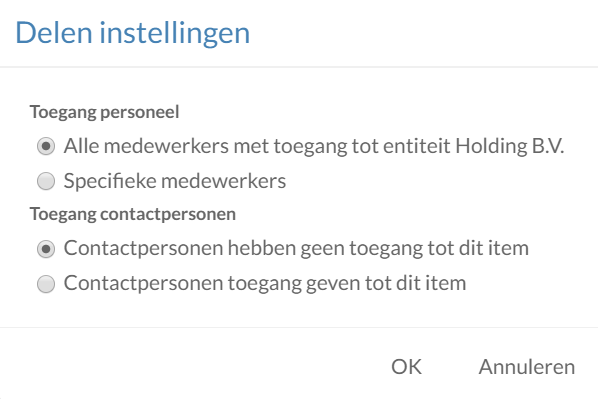 Delen instellingen
Toegang personeel
Alle medewerkers met toegang tot entiteit Holding B.V.
Specifieke medewerkers
Toegang contactpersonen
Contactpersonen hebben geen toegang tot dit item
Contactpersonen toegang geven tot dit item
OK Annuleren